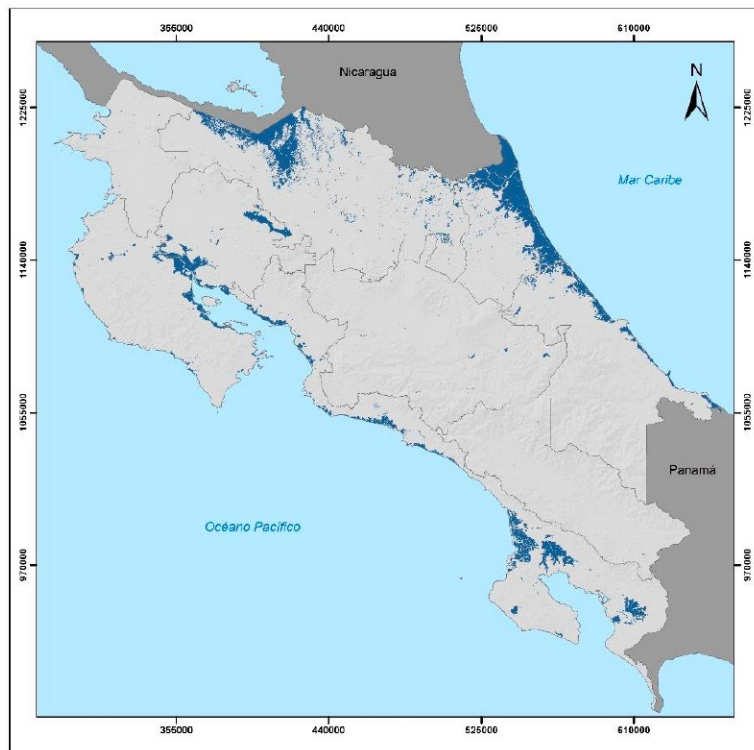 355000 440000 525000 610000
Nicaragua
N
1225000 1225000
Mar Caribe
1140000 1140000
1055000 1055000
Panamá
Océano Pacífico
970000 970000
355000 440000 525000 610000